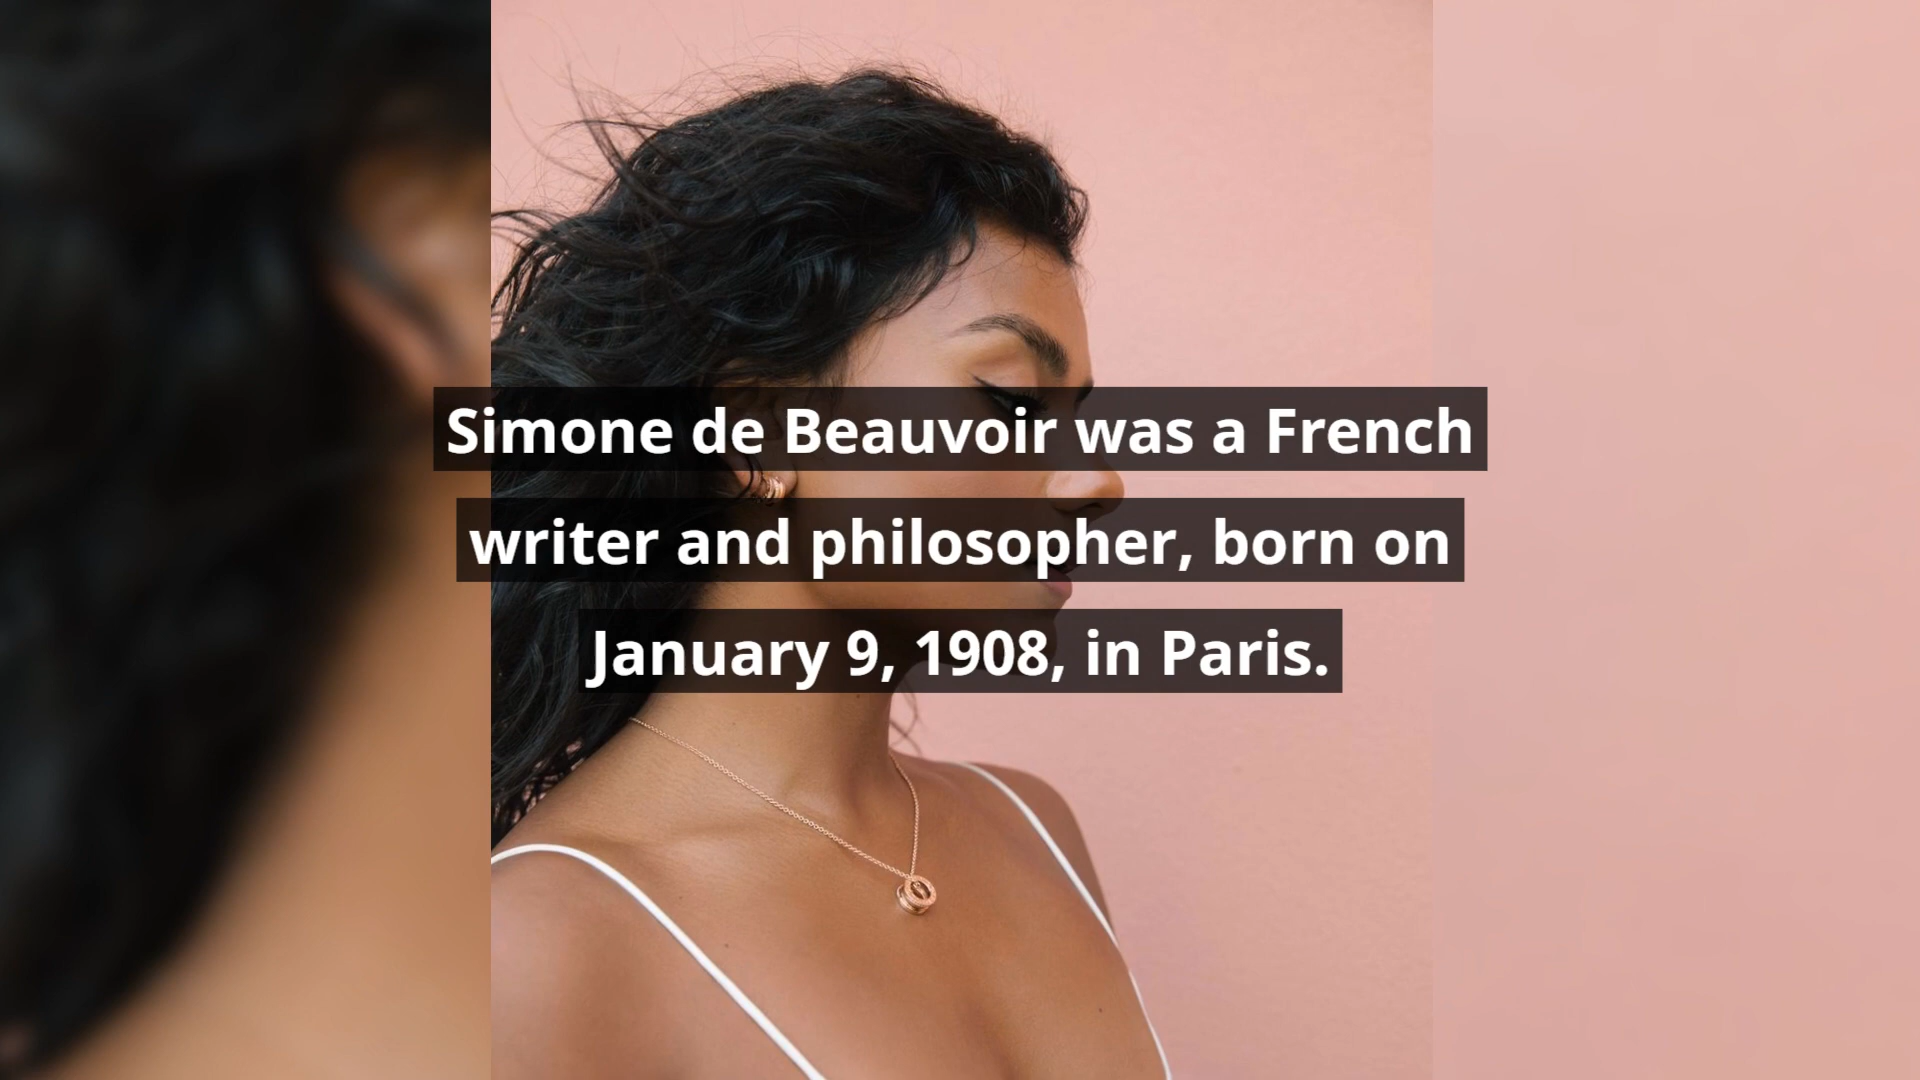 Simone de Beauvoir was a French
writer and philosopher, born on
January 9, 1908, in Paris.